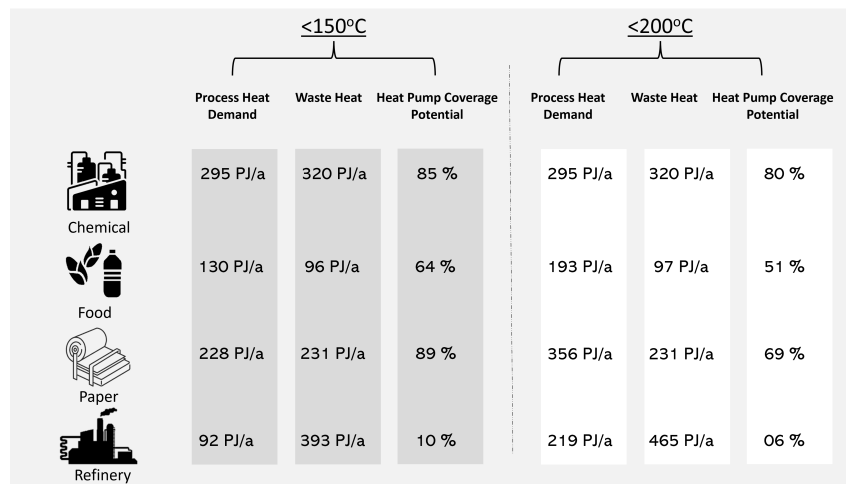 <150°C
<200°C
Process Heat Demand
Waste Heat
Heat Pump Coverage Potential
Process Heat Demand
Waste Heat
Heat Pump Coverage Potential
295 PJ/a 320 PJ/a 85 % 295 PJ/a 320 PJ/a 80 %
Chemical
130 PJ/a 96 PJ/a 64 % 193 PJ/a 97 PJ/a 51 %
Food
228 PJ/a 231 PJ/a 89 % 356 PJ/a 231 PJ/a 69 %
Paper
92 PJ/a 393 PJ/a 10 % 219 PJ/a 465 PJ/a 06 %
Refinery